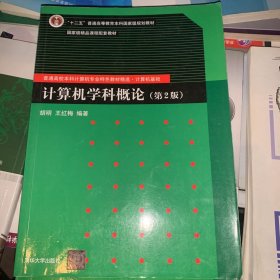 “十二五”普通高等教育本科国家级规划教材
国家级精品课程配套教材
普通高校本科计算机专业特色教材精选·计算机基础
计算机学科概论（第2版）
胡明 王红梅 编著
清华大学出版社